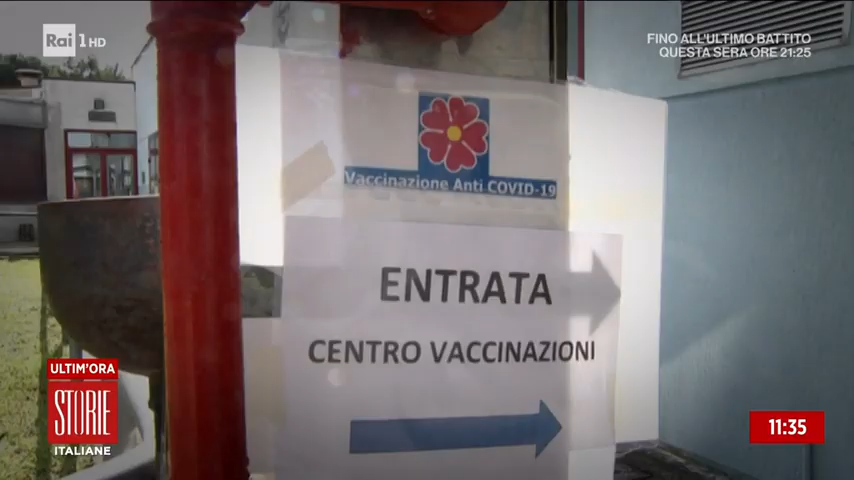 Rai 1 HD
FINO ALL'ULTIMO BATTITO
QUESTA SERA ORE 21:25
Vaccinazione Anti COVID-19
ENTRATA
CENTRO VACCINAZIONI
ULTIM'ORA
STORIE
ITALIANE
11:35